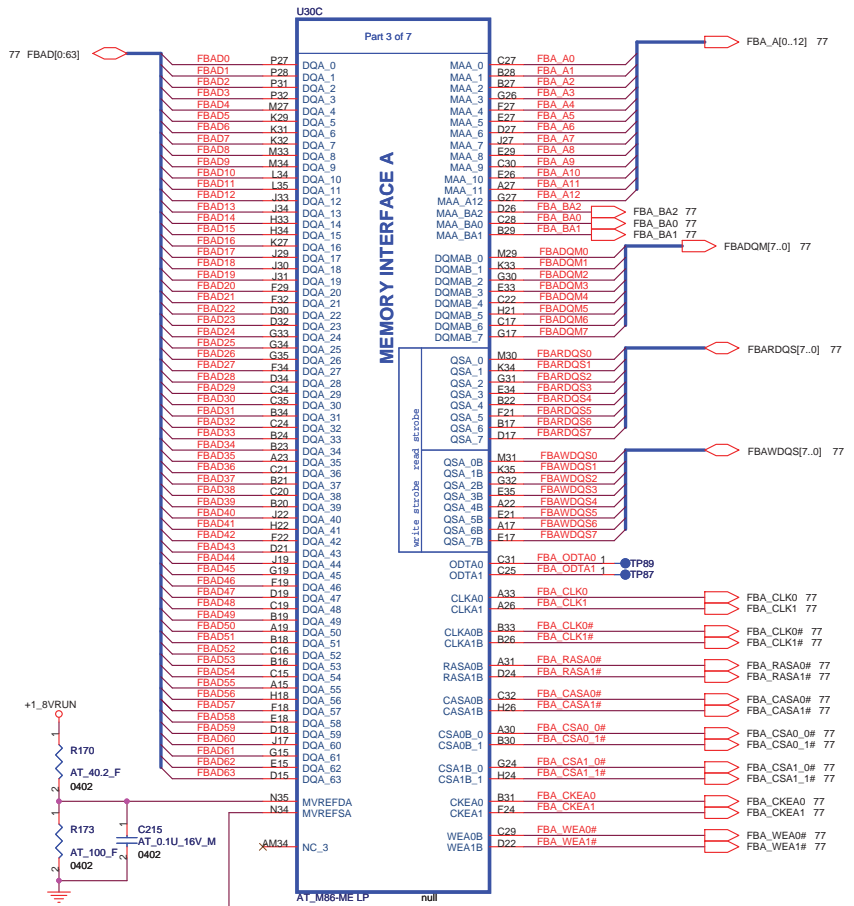 U30C
Part 3 of 7
MEMORY INTERFACE A
77 FBAD[0:63]
FBAD0 P27 DQA_0
FBAD1 P28 DQA_1
FBAD2 P31 DQA_2
FBAD3 P32 DQA_3
FBAD4 M27 DQA_4
FBAD5 K29 DQA_5
FBAD6 K31 DQA_6
FBAD7 K32 DQA_7
FBAD8 M33 DQA_8
FBAD9 M34 DQA_9
FBAD10 L34 DQA_10
FBAD11 L35 DQA_11
FBAD12 J33 DQA_12
FBAD13 J34 DQA_13
FBAD14 H33 DQA_14
FBAD15 H34 DQA_15
FBAD16 K27 DQA_16
FBAD17 J29 DQA_17
FBAD18 J30 DQA_18
FBAD19 J31 DQA_19
FBAD20 F29 DQA_20
FBAD21 F32 DQA_21
FBAD22 D30 DQA_22
FBAD23 D32 DQA_23
FBAD24 G33 DQA_24
FBAD25 G34 DQA_25
FBAD26 G35 DQA_26
FBAD27 F34 DQA_27
FBAD28 D34 DQA_28
FBAD29 C34 DQA_29
FBAD30 C35 DQA_30
FBAD31 B34 DQA_31
FBAD32 C24 DQA_32
FBAD33 B24 DQA_33
FBAD34 B23 DQA_34
FBAD35 A23 DQA_35
FBAD36 C21 DQA_36
FBAD37 B21 DQA_37
FBAD38 C20 DQA_38
FBAD39 B20 DQA_39
FBAD40 J22 DQA_40
FBAD41 H22 DQA_41
FBAD42 F22 DQA_42
FBAD43 D21 DQA_43
FBAD44 J19 DQA_44
FBAD45 G19 DQA_45
FBAD46 F19 DQA_46
FBAD47 D19 DQA_47
FBAD48 C19 DQA_48
FBAD49 B19 DQA_49
FBAD50 A19 DQA_50
FBAD51 B18 DQA_51
FBAD52 C16 DQA_52
FBAD53 B16 DQA_53
FBAD54 C15 DQA_54
FBAD55 A15 DQA_55
FBAD56 H18 DQA_56
FBAD57 F18 DQA_57
FBAD58 E18 DQA_58
FBAD59 D18 DQA_59
FBAD60 J17 DQA_60
FBAD61 G15 DQA_61
FBAD62 E15 DQA_62
FBAD63 D15 DQA_63
N35 MVREFDA
N34 MVREFSA
AM34 NC_3
+1_8VRUN
1
R170
AT_40.2_F
2
0402
1
R173
AT_100_F
2
0402
1
C215
AT_0.1U_16V_M
2
0402
MAA_0 C27 FBA_A0
MAA_1 B28 FBA_A1
MAA_2 B27 FBA_A2
MAA_3 G26 FBA_A3
MAA_4 F27 FBA_A4
MAA_5 E27 FBA_A5
MAA_6 D27 FBA_A6
MAA_7 J27 FBA_A7
MAA_8 E29 FBA_A8
MAA_9 C30 FBA_A9
MAA_10 E26 FBA_A10
MAA_11 A27 FBA_A11
MAA_A12 G27 FBA_A12
FBA_A[0..12] 77
MAA_BA2 D26 FBA_BA2 FBA_BA2 77
MAA_BA0 C28 FBA_BA0 FBA_BA0 77
MAA_BA1 B29 FBA_BA1 FBA_BA1 77
DQMAB_0 M29 FBADQM0
DQMAB_1 K33 FBADQM1
DQMAB_2 G30 FBADQM2
DQMAB_3 E33 FBADQM3
DQMAB_4 C22 FBADQM4
DQMAB_5 H21 FBADQM5
DQMAB_6 C17 FBADQM6
DQMAB_7 G17 FBADQM7
FBADQM[7..0] 77
read strobe
QSA_0 M30 FBARDQS0
QSA_1 K34 FBARDQS1
QSA_2 G31 FBARDQS2
QSA_3 E34 FBARDQS3
QSA_4 B22 FBARDQS4
QSA_5 F21 FBARDQS5
QSA_6 B17 FBARDQS6
QSA_7 D17 FBARDQS7
FBARDQS[7..0] 77
write strobe
QSA_0B M31 FBAWDQS0
QSA_1B K35 FBAWDQS1
QSA_2B G32 FBAWDQS2
QSA_3B E35 FBAWDQS3
QSA_4B A22 FBAWDQS4
QSA_5B E21 FBAWDQS5
QSA_6B A17 FBAWDQS6
QSA_7B E17 FBAWDQS7
FBAWDQS[7..0] 77
ODTA0 C31 FBA_ODTA0 1 TP89
ODTA1 C25 FBA_ODTA1 1 TP87
CLKA0 A33 FBA_CLK0 FBA_CLK0 77
CLKA1 A26 FBA_CLK1 FBA_CLK1 77
CLKA0B B33 FBA_CLK0# FBA_CLK0# 77
CLKA1B B26 FBA_CLK1# FBA_CLK1# 77
RASA0B A31 FBA_RASA0# FBA_RASA0# 77
RASA1B D24 FBA_RASA1# FBA_RASA1# 77
CASA0B C32 FBA_CASA0# FBA_CASA0# 77
CASA1B H26 FBA_CASA1# FBA_CASA1# 77
CSA0B_0 A30 FBA_CSA0_0# FBA_CSA0_0# 77
CSA0B_1 B30 FBA_CSA0_1# FBA_CSA0_1# 77
CSA1B_0 G24 FBA_CSA1_0# FBA_CSA1_0# 77
CSA1B_1 H24 FBA_CSA1_1# FBA_CSA1_1# 77
CKEA0 B31 FBA_CKEA0 FBA_CKEA0 77
CKEA1 F24 FBA_CKEA1 FBA_CKEA1 77
WEA0B C29 FBA_WEA0# FBA_WEA0# 77
WEA1B D22 FBA_WEA1# FBA_WEA1# 77
AT_M86-ME LP null